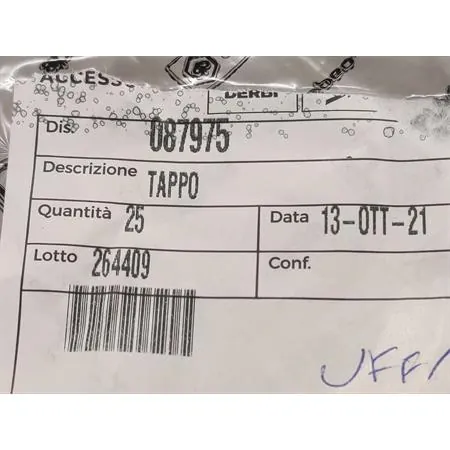 ACCESS
DERBI
Dis. 087975
Descrizione TAPPO
Quantità 25 Data 13-OTT-21
Lotto 264409 Conf.